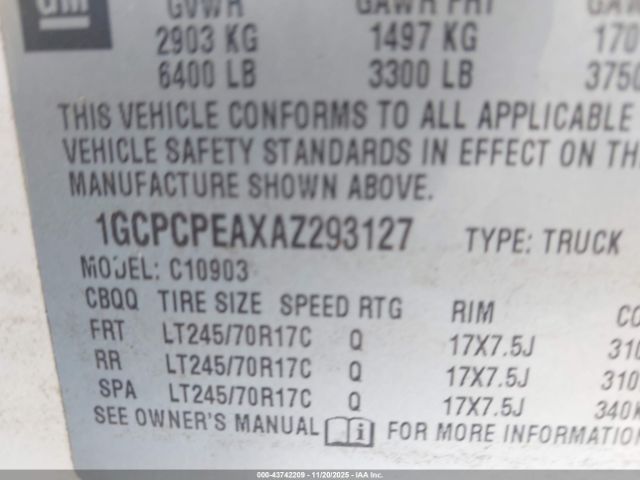 GM GVWR GAWR FRT
2903 KG 1497 KG
6400 LB 3300 LB
THIS VEHICLE CONFORMS TO ALL APPLICABLE
VEHICLE SAFETY STANDARDS IN EFFECT ON
MANUFACTURE SHOWN ABOVE.
1GCPCPEAXAZ293127 TYPE: TRUCK
MODEL: C10903
CBQQ TIRE SIZE SPEED RTG RIM
FRT LT245/70R17C Q 17X7.5J
RR LT245/70R17C Q 17X7.5J
SPA LT245/70R17C Q 17X7.5J
SEE OWNER'S MANUAL i FOR MORE INFORMATION
000-43742209 11/20/2025 IAA